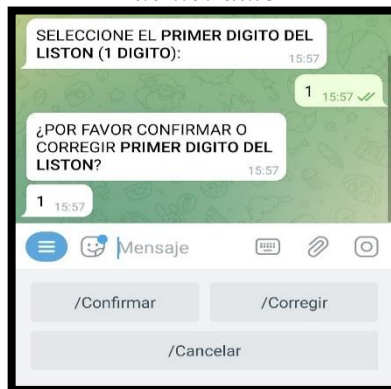 SELECCIONE EL PRIMER DIGITO DEL
LISTON (1 DIGITO):
15:57
1 15:57
¿POR FAVOR CONFIRMAR O
CORREGIR PRIMER DIGITO DEL
LISTON?
15:57
1 15:57
Mensaje
/Confirmar
/Corregir
/Cancelar